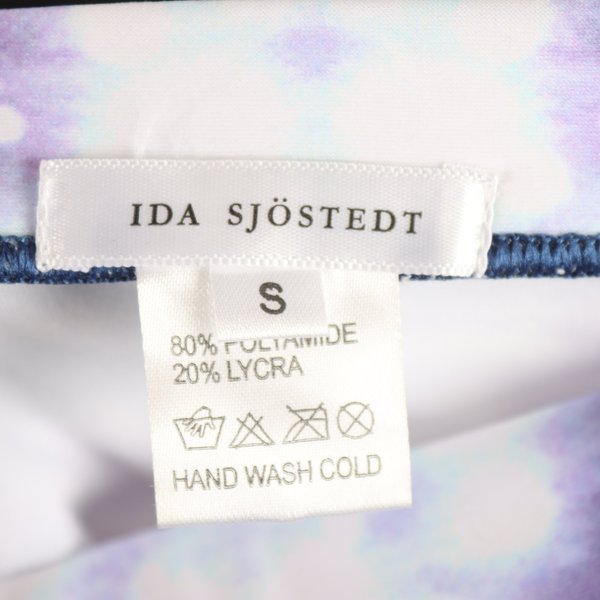 IDA SJÖSTEDT
S
80% POLYAMIDE
20% LYCRA
HAND WASH COLD